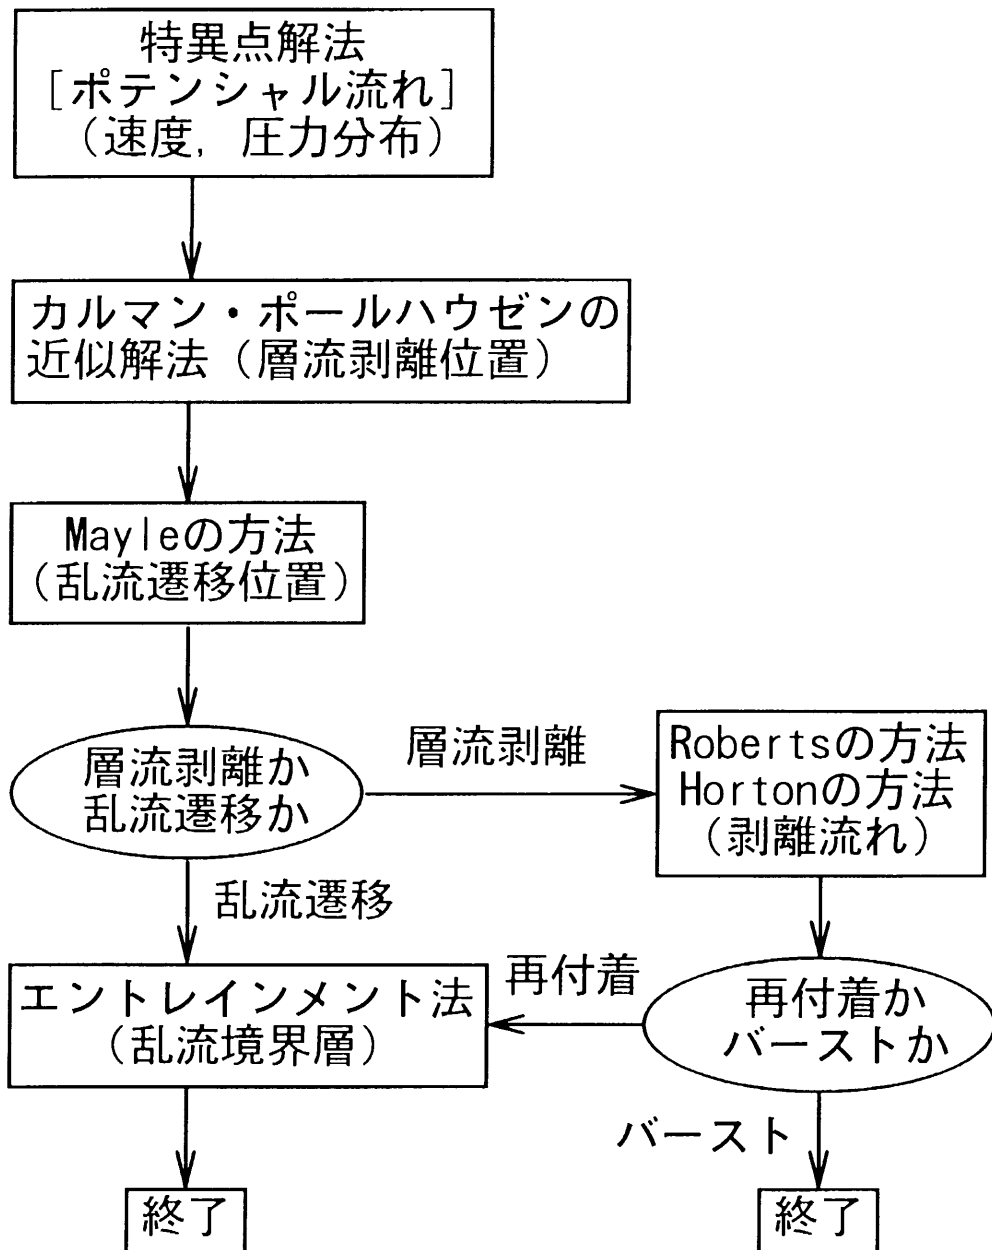 特異点解法
[ポテンシャル流れ]
(速度, 圧力分布)
カルマン・ポールハウゼンの
近似解法(層流剥離位置)
Mayleの方法
(乱流遷移位置)
層流剥離か
乱流遷移か
層流剥離
Robertsの方法
Hortonの方法
(剥離流れ)
乱流遷移
エントレインメント法
(乱流境界層)
再付着
再付着か
バーストか
バースト
終了
終了